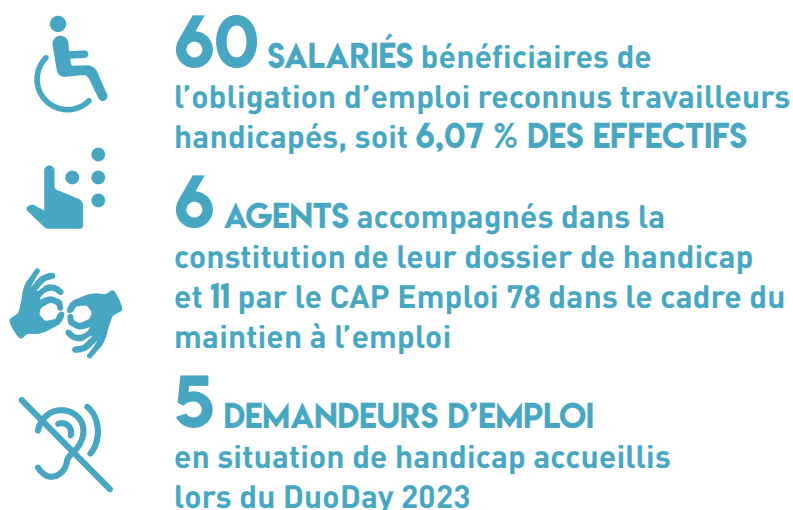 60 SALARIÉS bénéficiaires de
l’obligation d’emploi reconnus travailleurs
handicapés, soit 6,07 % DES EFFECTIFS
6 AGENTS accompagnés dans la
constitution de leur dossier de handicap
et 11 par le CAP Emploi 78 dans le cadre du
maintien à l’emploi
5 DEMANDEURS D’EMPLOI
en situation de handicap accueillis
lors du DuoDay 2023